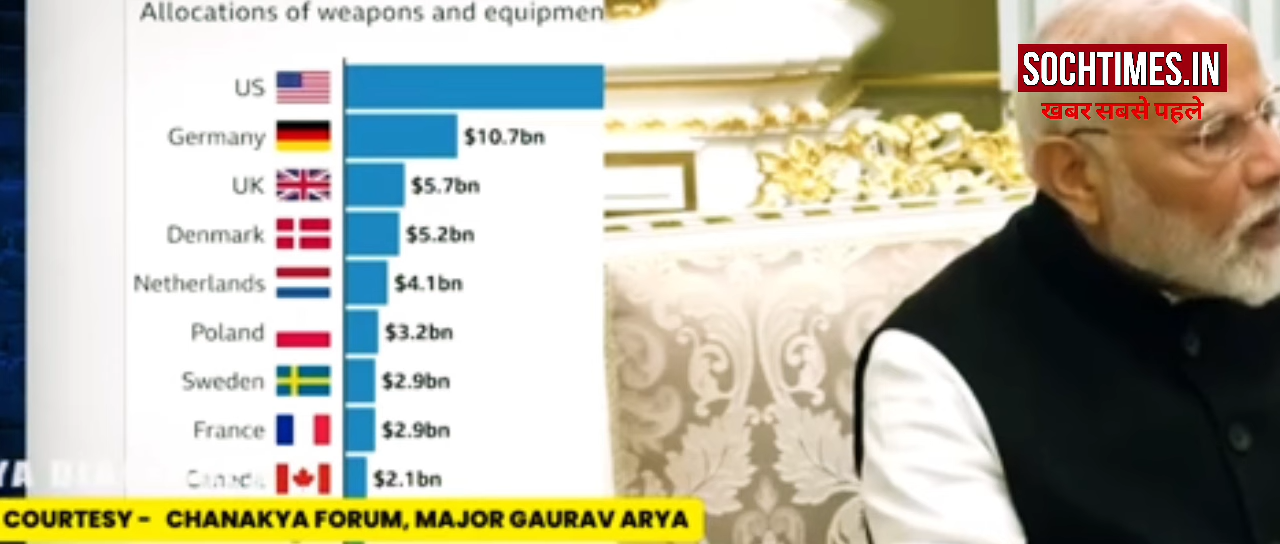 Allocations of weapons and equipmen
US
Germany $10.7bn
UK $5.7bn
Denmark $5.2bn
Netherlands $4.1bn
Poland $3.2bn
Sweden $2.9bn
France $2.9bn
Canada $2.1bn
COURTESY - CHANAKYA FORUM, MAJOR GAURAV ARYA
SOCHTIMES.IN
खबर सबसे पहले